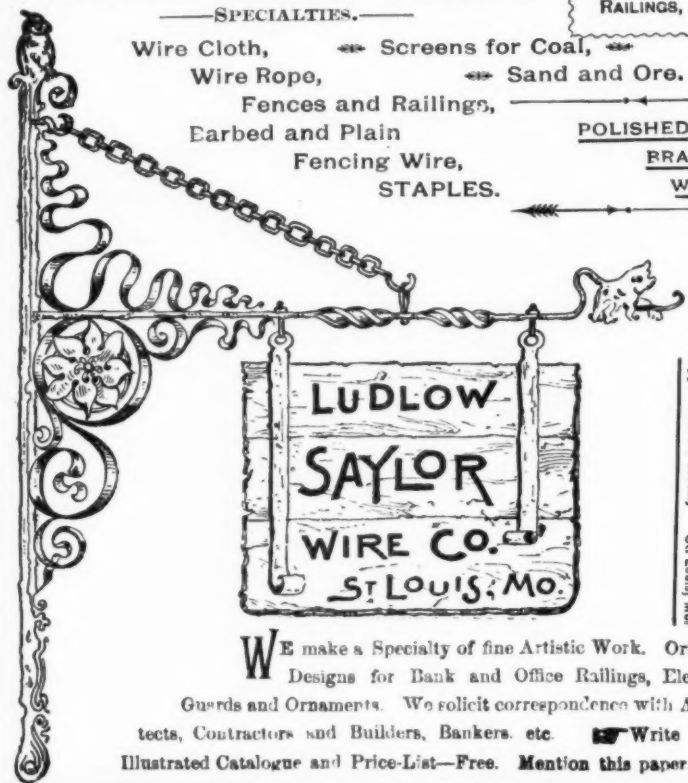 SPECIALTIES.
RAILINGS,
Wire Cloth, Screens for Coal,
Wire Rope, Sand and Ore.
Fences and Railings,
Barbed and Plain POLISHED
Fencing Wire, BRA
STAPLES. W
LUDLOW
SAYLOR
WIRE CO.
ST LOUIS, MO.
WE make a Specialty of fine Artistic Work. Or
Designs for Bank and Office Railings, Ele
Guards and Ornaments. We solicit correspondence with A
tects, Contractors and Builders, Bankers. etc. Write
Illustrated Catalogue and Price-List—Free. Mention this paper